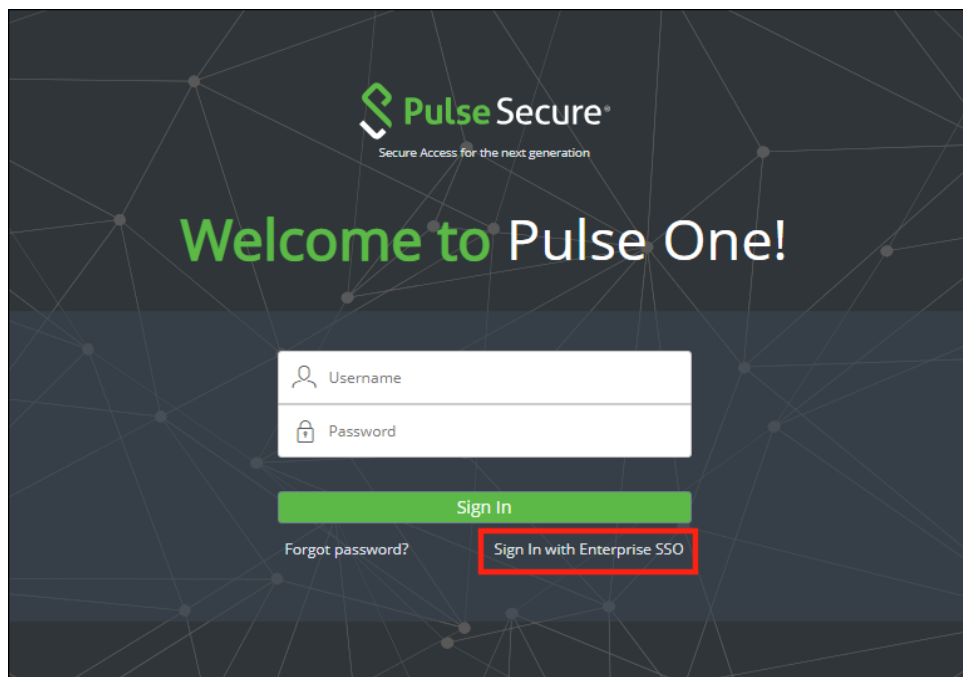 Pulse Secure®
Secure Access for the next generation
Welcome to Pulse One!
Username
Password
Sign In
Forgot password? Sign In with Enterprise SSO